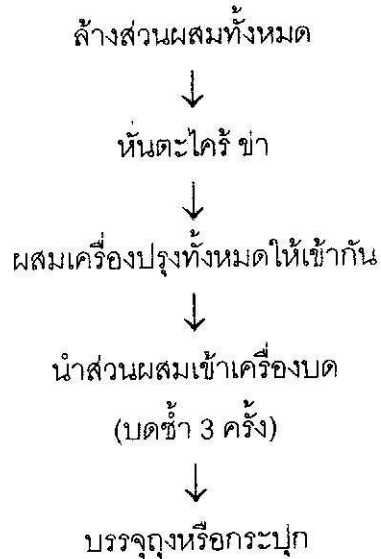 ล้างส่วนผสมทั้งหมด
↓
หั่นตะไคร้ ข่า
↓
ผสมเครื่องปรุงทั้งหมดให้เข้ากัน
↓
นำส่วนผสมเข้าเครื่องบด
(บดซ้ำ 3 ครั้ง)
↓
บรรจุถุงหรือกระปุก